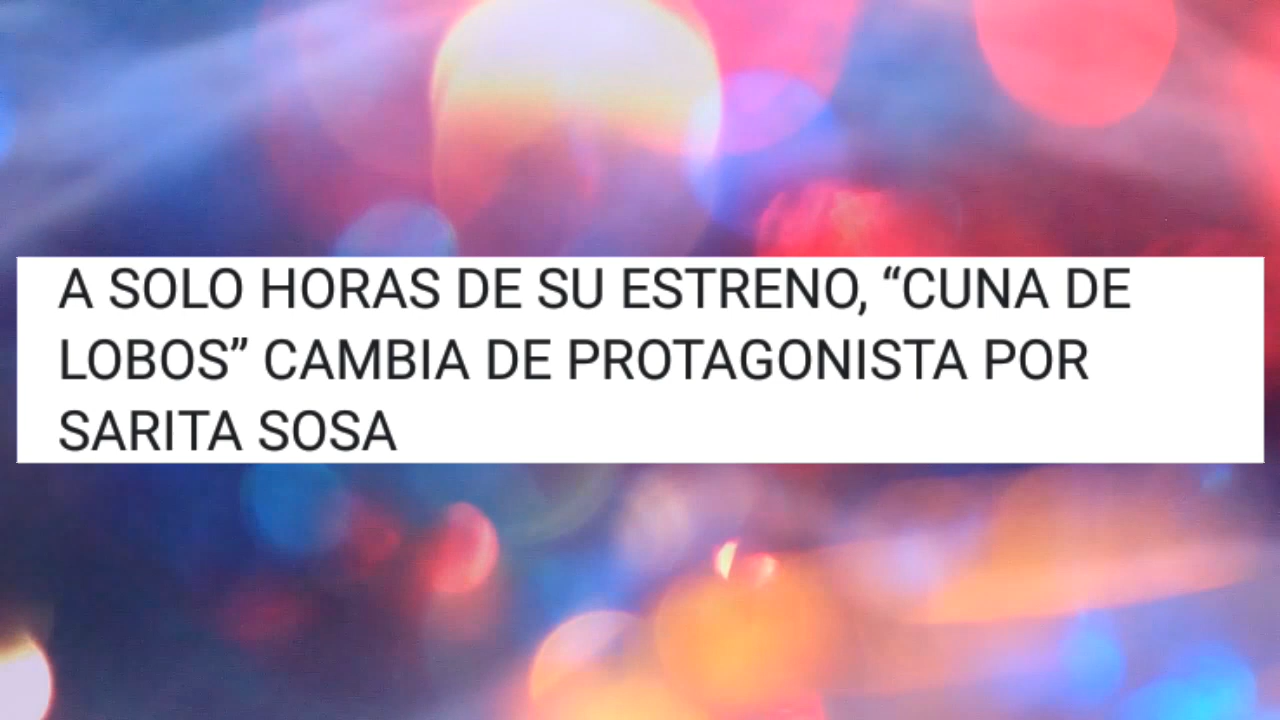 A SOLO HORAS DE SU ESTRENO, “CUNA DE
LOBOS” CAMBIA DE PROTAGONISTA POR
SARITA SOSA